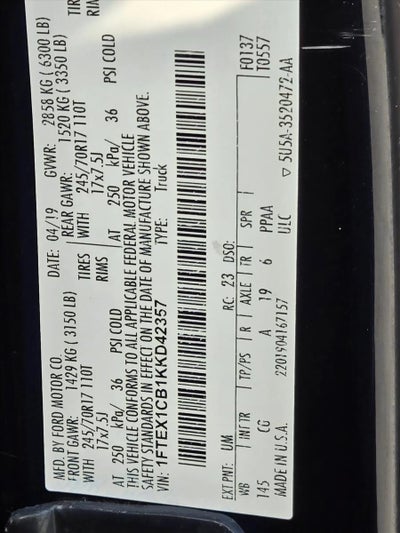 MFD. BY FORD MOTOR CO.
DATE: 04/19 GVWR: 2858 KG ( 6300 LB)
FRONT GAWR: 1429 KG ( 3150 LB) REAR GAWR: 1520 KG ( 3350 LB)
WITH 245/70R17 110T TIRES WITH 245/70R17 110T TIR
17x7.5J RIMS 17x7.5J RIMS
AT 250 kPa/ 36 PSI COLD AT 250 kPa/ 36 PSI COLD
THIS VEHICLE CONFORMS TO ALL APPLICABLE FEDERAL MOTOR VEHICLE
SAFETY STANDARDS IN EFFECT ON THE DATE OF MANUFACTURE SHOWN ABOVE.
VIN: 1FTEX1CB1KKD42357 TYPE: Truck
F0137
T0557
EXT PNT: UM RC: 23 DSO:
WB INT TR TP/PS R AXLE TR SPR
145 CG A 19 6 PPAA
MADE IN U.S.A. 2201904167157 ULC
▽ 5U5A-3520472-AA